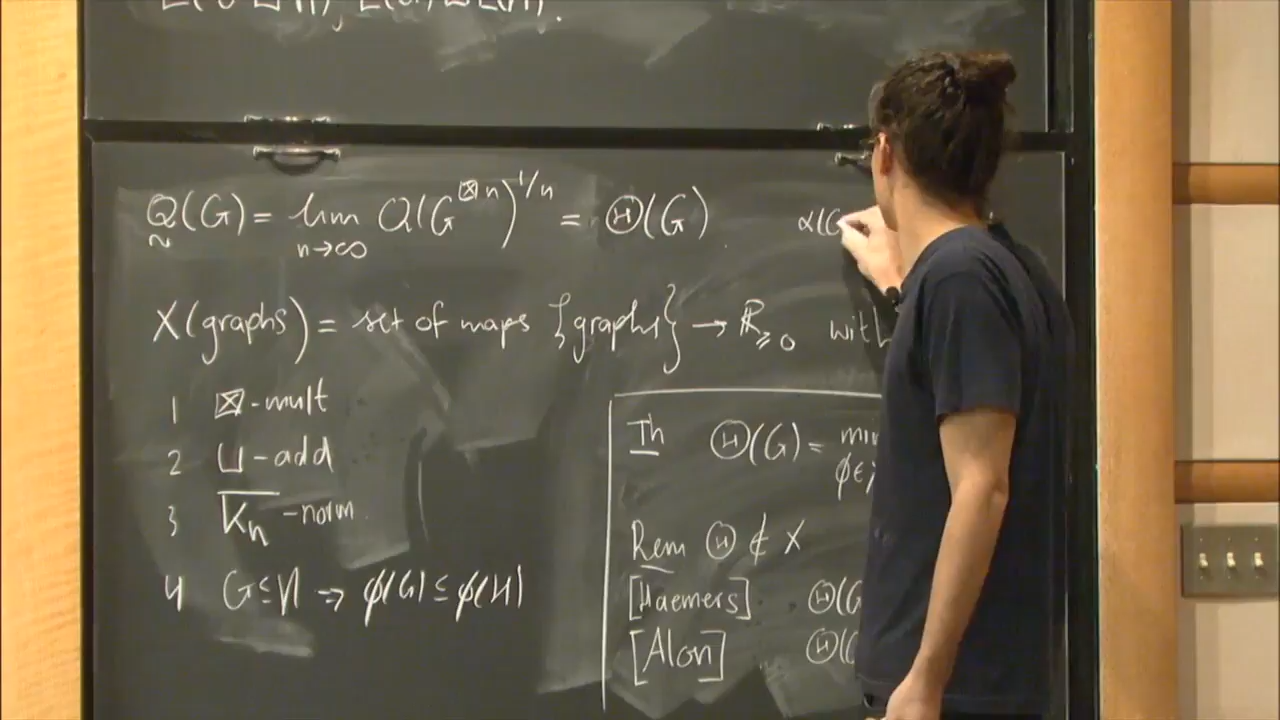 Q(G) = lim n→∞ Q(G^⊠n)^1/n = Θ(G)
α(G
X(graphs) = set of maps {graphs} → ℝ≥0 with
1 ⊠-mult
2 ⊔-add
3 K̅n-norm
4 G ≤ H ⇒ ϕ(G) ≤ ϕ(H)
Th Θ(G) = min ϕ∈
Rem Θ ∉ X
[Haemers] Θ(G
[Alon] Θ(